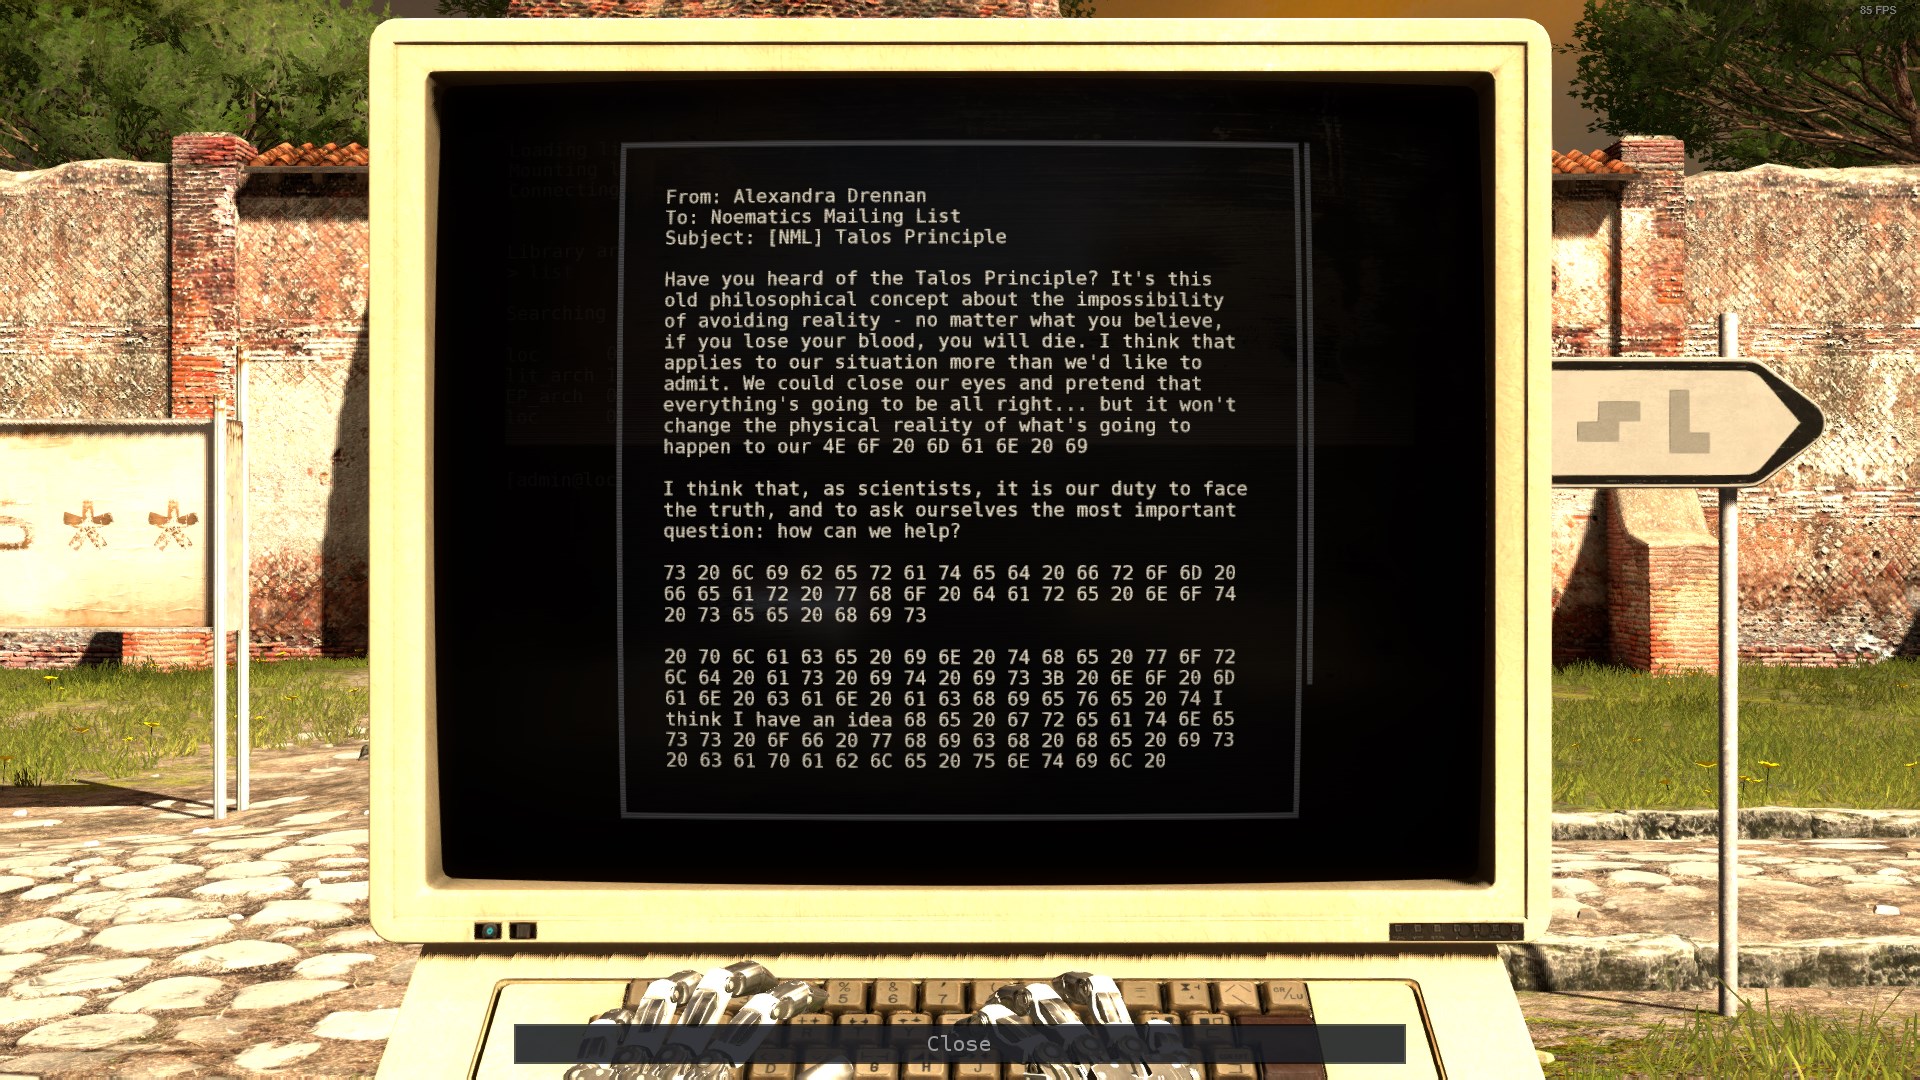 85 FPS
Loading
Mounting
Connecting
Library ar
> list
Searching
loc
lit_arch
loc
[admin@loc
From: Alexandra Drennan
To: Noematics Mailing List
Subject: [NML] Talos Principle
Have you heard of the Talos Principle? It's this
old philosophical concept about the impossibility
of avoiding reality - no matter what you believe,
if you lose your blood, you will die. I think that
applies to our situation more than we'd like to
admit. We could close our eyes and pretend that
everything's going to be all right... but it won't
change the physical reality of what's going to
happen to our 4E 6F 20 6D 61 6E 20 69
I think that, as scientists, it is our duty to face
the truth, and to ask ourselves the most important
question: how can we help?
73 20 6C 69 62 65 72 61 74 65 64 20 66 72 6F 6D 20
66 65 61 72 20 77 68 6F 20 64 61 72 65 20 6E 6F 74
20 73 65 65 20 68 69 73
20 70 6C 61 63 65 20 69 6E 20 74 68 65 20 77 6F 72
6C 64 20 61 73 20 69 74 20 69 73 3B 20 6E 6F 20 6D
61 6E 20 63 61 6E 20 61 63 68 69 65 76 65 20 74 I
think I have an idea 68 65 20 67 72 65 61 74 6E 65
73 73 20 6F 66 20 77 68 69 63 68 20 68 65 20 69 73
20 63 61 70 61 62 6C 65 20 75 6E 74 69 6C 20
Close